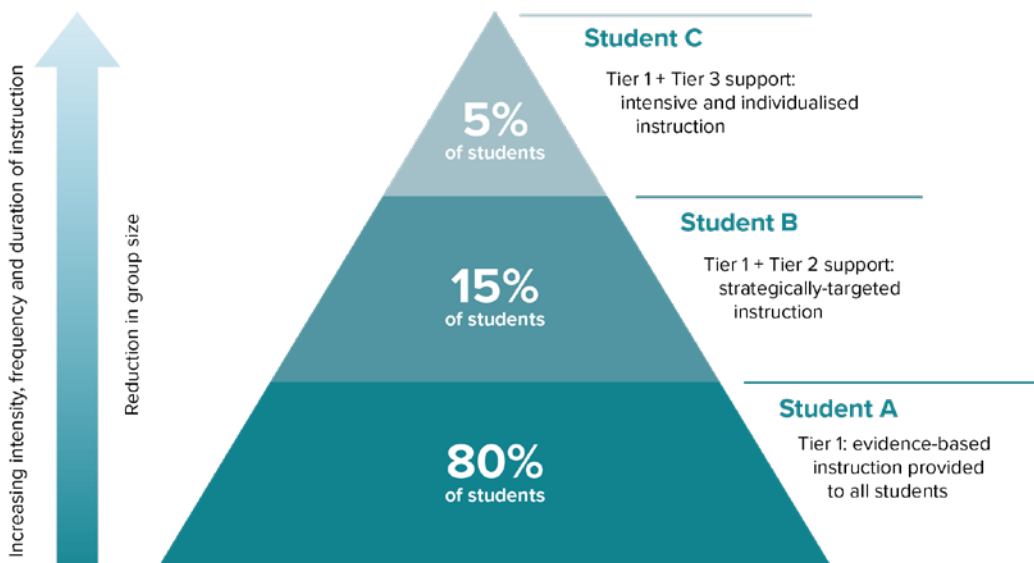 Increasing intensity, frequency and duration of instruction
Reduction in group size
5%
of students
15%
of students
80%
of students
Student C
Tier 1 + Tier 3 support:
intensive and individualised
instruction
Student B
Tier 1 + Tier 2 support:
strategically-targeted
instruction
Student A
Tier 1: evidence-based
instruction provided
to all students